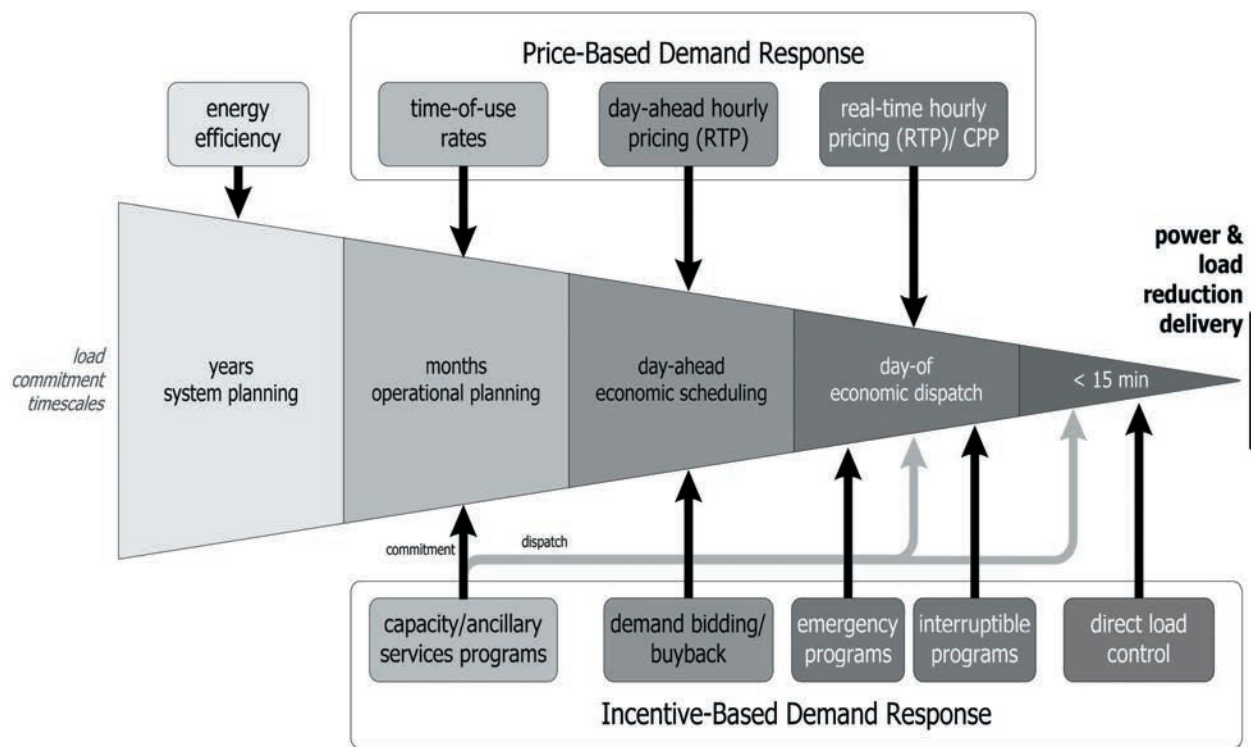 Price-Based Demand Response
energy
efficiency
time-of-use
rates
day-ahead hourly
pricing (RTP)
real-time hourly
pricing (RTP)/ CPP
power &
load
reduction
delivery
load
commitment
timescales
years
system planning
months
operational planning
day-ahead
economic scheduling
day-of
economic dispatch
< 15 min
commitment
dispatch
capacity/ancillary
services programs
demand bidding/
buyback
emergency
programs
interruptible
programs
direct load
control
Incentive-Based Demand Response